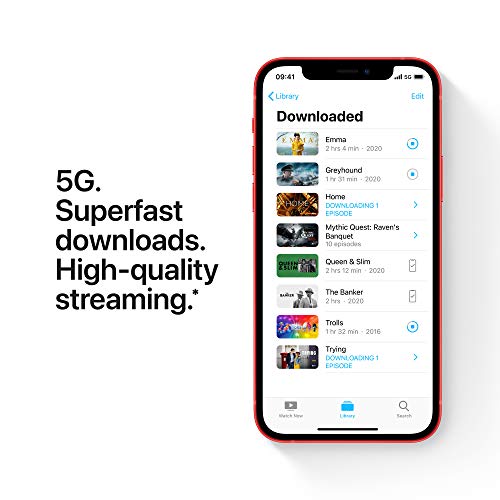 5G.
Superfast
downloads.
High-quality
streaming.*
09:41
5G
Library
Edit
Downloaded
EMMA
Emma
2 hrs 4 min · 2020
Greyhound
1 hr 31 min · 2020
HOME
Home
DOWNLOADING 1
EPISODE
Mythic Quest: Raven's
Banquet
10 episodes
QUEEN
& SLIM
Queen & Slim
2 hrs 12 min · 2020
BANKER
The Banker
2 hrs · 2020
Trolls
1 hr 32 min · 2016
TRYING
Trying
DOWNLOADING 1
EPISODE
Watch Now
Library
Search